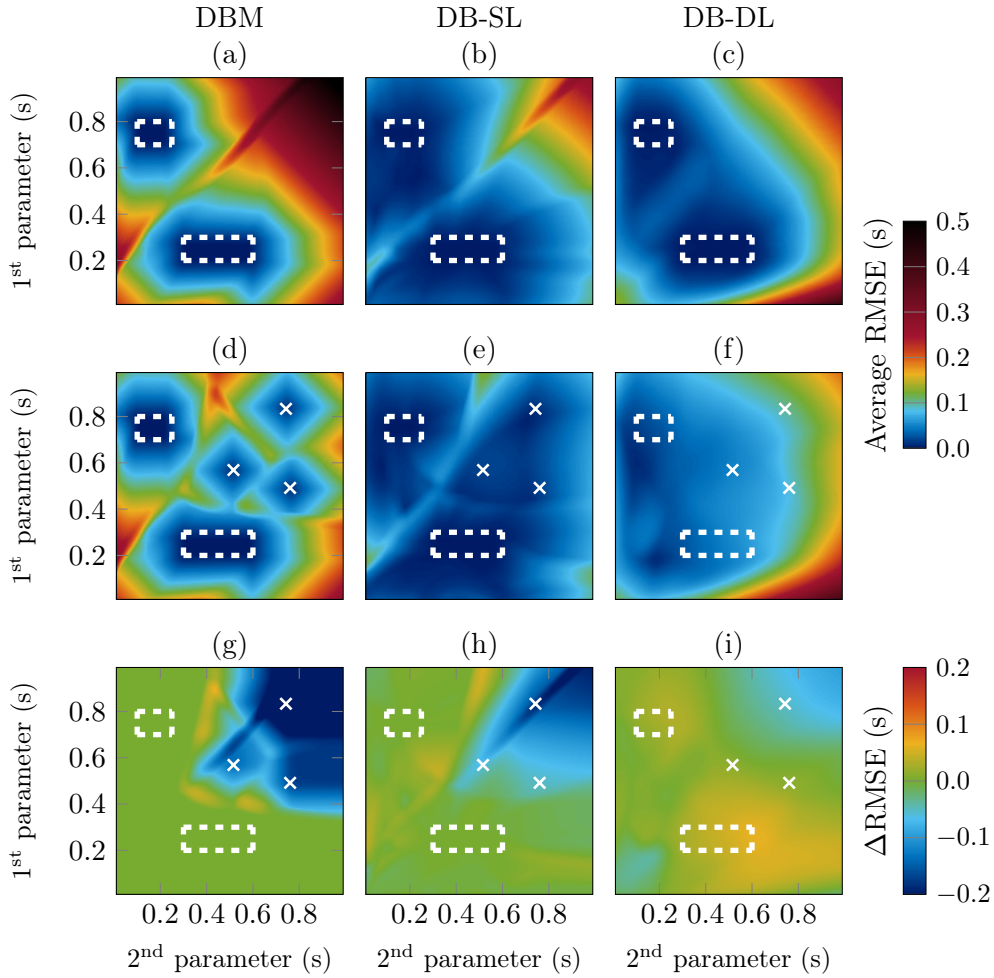 DBM DB-SL DB-DL
(a) (b) (c)
1st parameter (s)
0.8
0.6
0.4
0.2
Average RMSE (s)
0.5
0.4
0.3
0.2
0.1
0.0
(d) (e) (f)
1st parameter (s)
0.8
0.6
0.4
0.2
(g) (h) (i)
1st parameter (s)
0.8
0.6
0.4
0.2
ΔRMSE (s)
0.2
0.1
0.0
−0.1
−0.2
0.2 0.4 0.6 0.8 0.2 0.4 0.6 0.8 0.2 0.4 0.6 0.8
2nd parameter (s) 2nd parameter (s) 2nd parameter (s)